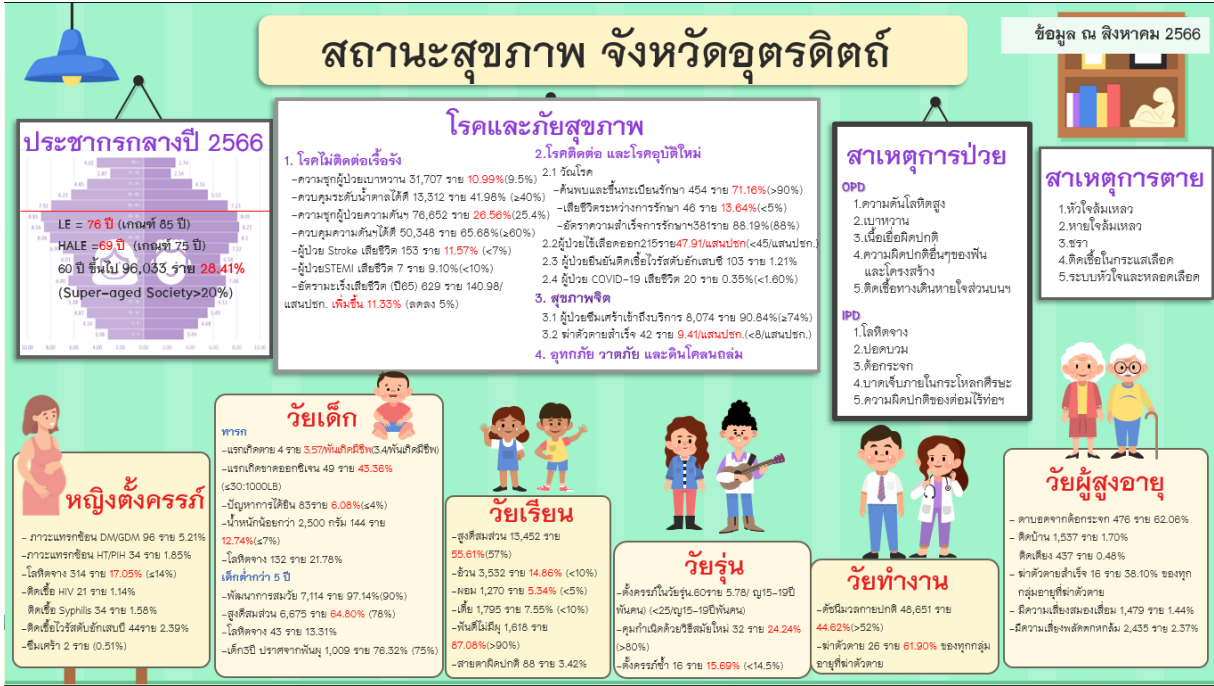 สถานะสุขภาพ จังหวัดอุตรดิตถ์
ข้อมูล ณ สิงหาคม 2566
ประชากรกลางปี 2566
LE = 76 ปี (เกณฑ์ 85 ปี)
HALE =69 ปี (เกณฑ์ 75 ปี)
60 ปี ขึ้นไป 96,033 ราย 28.41%
(Super-aged Society>20%)
10.00 8.00 6.00 4.00 2.00 0.00 2.00 4.00 6.00 8.00 10.00
โรคและภัยสุขภาพ
1. โรคไม่ติดต่อเรื้อรัง
-ความชุกผู้ป่วยเบาหวาน 31,707 ราย 10.99%(9.5%)
-ควบคุมระดับน้ำตาลได้ดี 13,312 ราย 41.98% (≥40%)
-ความชุกผู้ป่วยความดันฯ 76,652 ราย 26.56%(25.4%)
-ควบคุมความดันฯได้ดี 50,348 ราย 65.68%(≥60%)
-ผู้ป่วย Stroke เสียชีวิต 153 ราย 11.57% (<7%)
-ผู้ป่วยSTEMI เสียชีวิต 7 ราย 9.10%(<10%)
-อัตรามะเร็งเสียชีวิต (ปี65) 629 ราย 140.98/
แสนปชก. เพิ่มขึ้น 11.33% (ลดลง 5%)
2.โรคติดต่อ และโรคอุบัติใหม่
2.1 วัณโรค
-ค้นพบและขึ้นทะเบียนรักษา 454 ราย 71.16%(>90%)
-เสียชีวิตระหว่างการรักษา 46 ราย 13.64%(<5%)
-อัตราความสำเร็จการรักษาฯ381ราย 88.19%(88%)
2.2ผู้ป่วยไข้เลือดออก215ราย47.91/แสนปชก.(<45/แสนปชก.)
2.3 ผู้ป่วยยืนยันติดเชื้อไวรัสตับอักเสบซี 103 ราย 1.21%
2.4 ผู้ป่วย COVID-19 เสียชีวิต 20 ราย 0.35%(<1.60%)
3. สุขภาพจิต
3.1 ผู้ป่วยซึมเศร้าเข้าถึงบริการ 8,074 ราย 90.84%(≥74%)
3.2 ฆ่าตัวตายสำเร็จ 42 ราย 9.41/แสนปชก.(<8/แสนปชก.)
4. อุทกภัย วาตภัย และดินโคลนถล่ม
สาเหตุการป่วย
OPD
1.ความดันโลหิตสูง
2.เบาหวาน
3.เนื้อเยื่อผิดปกติ
4.ความผิดปกติอื่นๆของฟัน
และโครงสร้าง
5.ติดเชื้อทางเดินหายใจส่วนบนฯ
IPD
1.โลหิตจาง
2.ปอดบวม
3.ต้อกระจก
4.บาดเจ็บภายในกระโหลกศีรษะ
5.ความผิดปกติของต่อมไร้ท่อฯ
สาเหตุการตาย
1.หัวใจล้มเหลว
2.หายใจล้มเหลว
3.ชรา
4.ติดเชื้อในกระแสเลือด
5.ระบบหัวใจและหลอดเลือด
หญิงตั้งครรภ์
- ภาวะแทรกซ้อน DM/GDM 96 ราย 5.21%
-ภาวะแทรกซ้อน HT/PIH 34 ราย 1.85%
-โลหิตจาง 314 ราย 17.05% (≤14%)
-ติดเชื้อ HIV 21 ราย 1.14%
ติดเชื้อ Syphilis 34 ราย 1.58%
-ติดเชื้อไวรัสตับอักเสบบี 44ราย 2.39%
-ซึมเศร้า 2 ราย (0.51%)
วัยเด็ก
ทารก
-แรกเกิดตาย 4 ราย 3.57/พันเกิดมีชีพ(3.4/พันเกิดมีชีพ)
-แรกเกิดขาดออกซิเจน 49 ราย 43.36%
(≤30:1000LB)
-ปัญหาการได้ยิน 83ราย 6.08%(≤4%)
-น้ำหนักน้อยกว่า 2,500 กรัม 144 ราย
12.74%(≤7%)
-โลหิตจาง 132 ราย 21.78%
เด็กต่ำกว่า 5 ปี
-พัฒนาการสมวัย 7,114 ราย 97.14%(90%)
-สูงดีสมส่วน 6,675 ราย 64.80% (78%)
-โลหิตจาง 43 ราย 13.31%
-เด็ก3ปี ปราศจากฟันผุ 1,009 ราย 76.32% (75%)
วัยเรียน
-สูงดีสมส่วน 13,452 ราย
55.61%(57%)
-อ้วน 3,532 ราย 14.86% (<10%)
-ผอม 1,270 ราย 5.34% (<5%)
-เตี้ย 1,795 ราย 7.55% (<10%)
-ฟันดีไม่มีผุ 1,618 ราย
87.08%(>90%)
-สายตาผิดปกติ 88 ราย 3.42%
วัยรุ่น
-ตั้งครรภ์ในวัยรุ่น.60ราย 5.78/ ญ15-19ปี
พันคน) (<25/ญ15-19ปีพันคน)
-คุมกำเนิดด้วยวิธีสมัยใหม่ 32 ราย 24.24%
(>80%)
-ตั้งครรภ์ซ้ำ 16 ราย 15.69% (<14.5%)
วัยทำงาน
-ดัชนีมวลกายปกติ 48,651 ราย
44.62%(>52%)
-ฆ่าตัวตาย 26 ราย 61.90% ของทุกกลุ่ม
อายุที่ฆ่าตัวตาย
วัยผู้สูงอายุ
- ตาบอดจากต้อกระจก 476 ราย 62.06%
- ติดบ้าน 1,537 ราย 1.70%
ติดเตียง 437 ราย 0.48%
-ฆ่าตัวตายสำเร็จ 16 ราย 38.10% ของทุก
กลุ่มอายุที่ฆ่าตัวตาย
- มีความเสี่ยงสมองเสื่อม 1,479 ราย 1.44%
-มีความเสี่ยงพลัดตกหกล้ม 2,435 ราย 2.37%